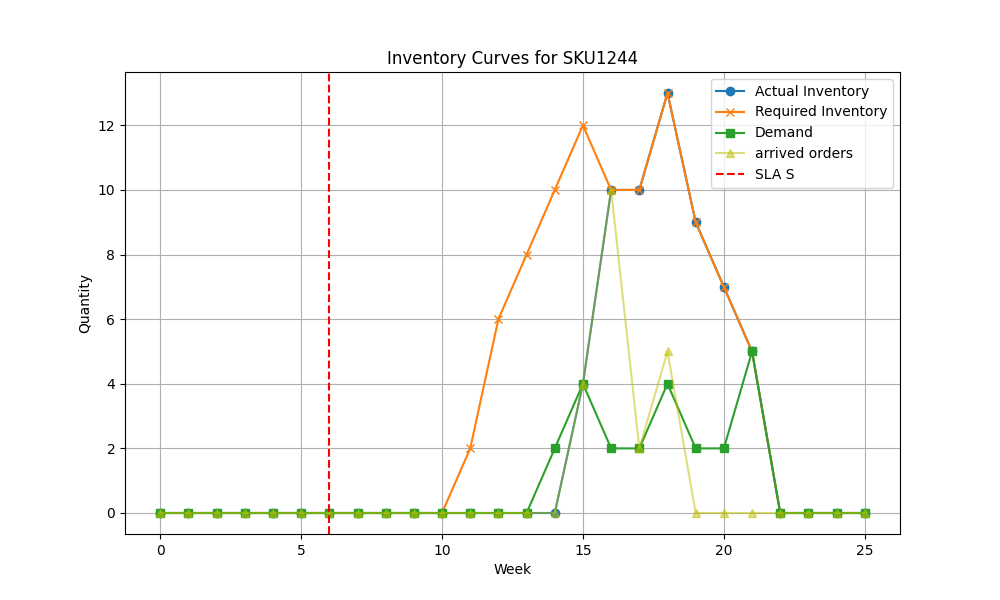 Inventory Curves for SKU1244
Actual Inventory
Required Inventory
Demand
arrived orders
SLA S
Quantity
12
10
8
6
4
2
0
0 5 10 15 20 25
Week